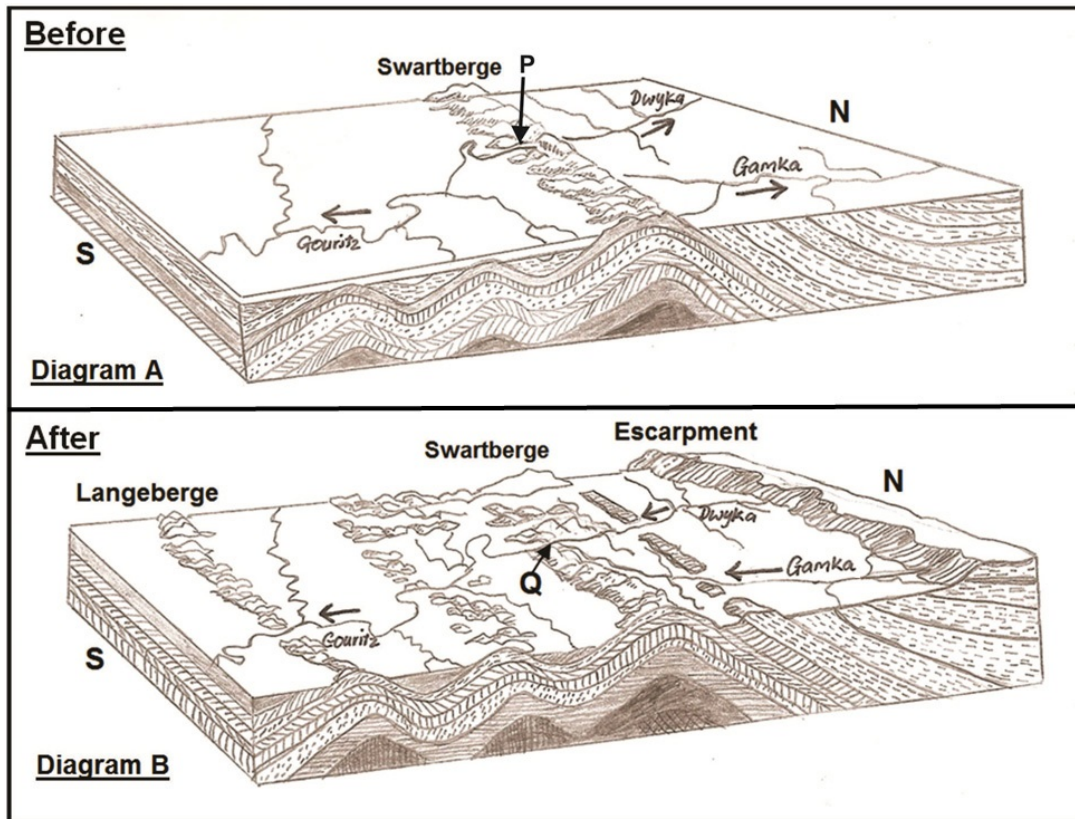 Before
Swartberge
P
Dwyka
N
Gamka
Gouritz
S
Diagram A
After
Escarpment
Swartberge
N
Langeberge
Dwyka
Gamka
Q
Gouritz
S
Diagram B